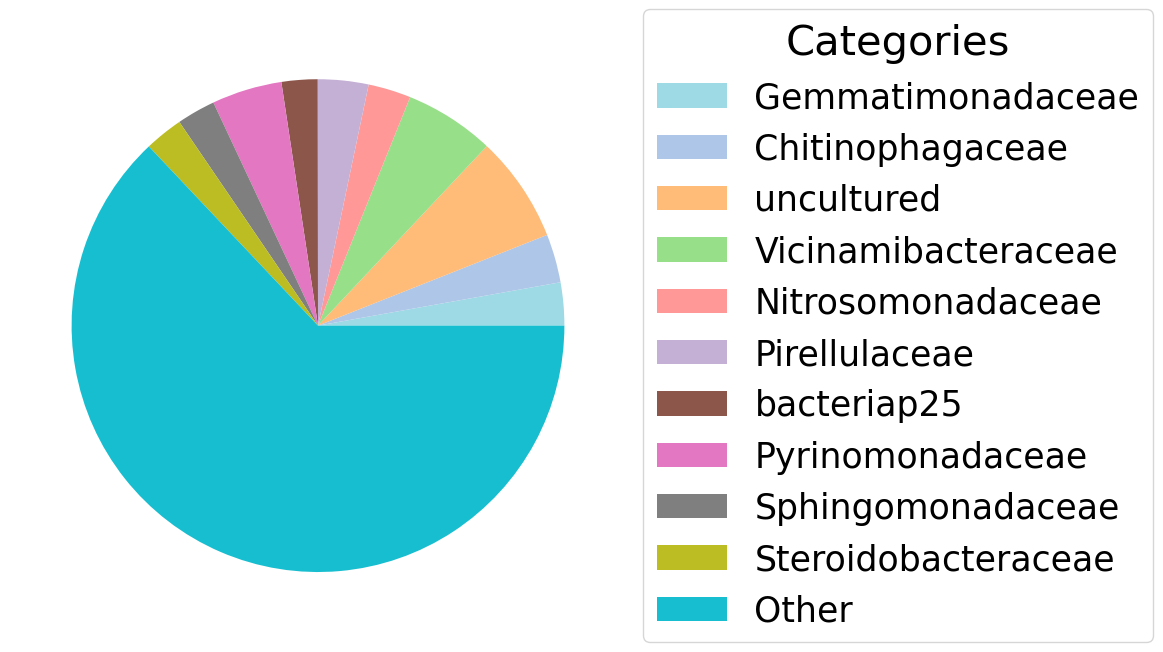 Categories
Gemmatimonadaceae
Chitinophagaceae
uncultured
Vicinamibacteraceae
Nitrosomonadaceae
Pirellulaceae
bacteriap25
Pyrinomonadaceae
Sphingomonadaceae
Steroidobacteraceae
Other